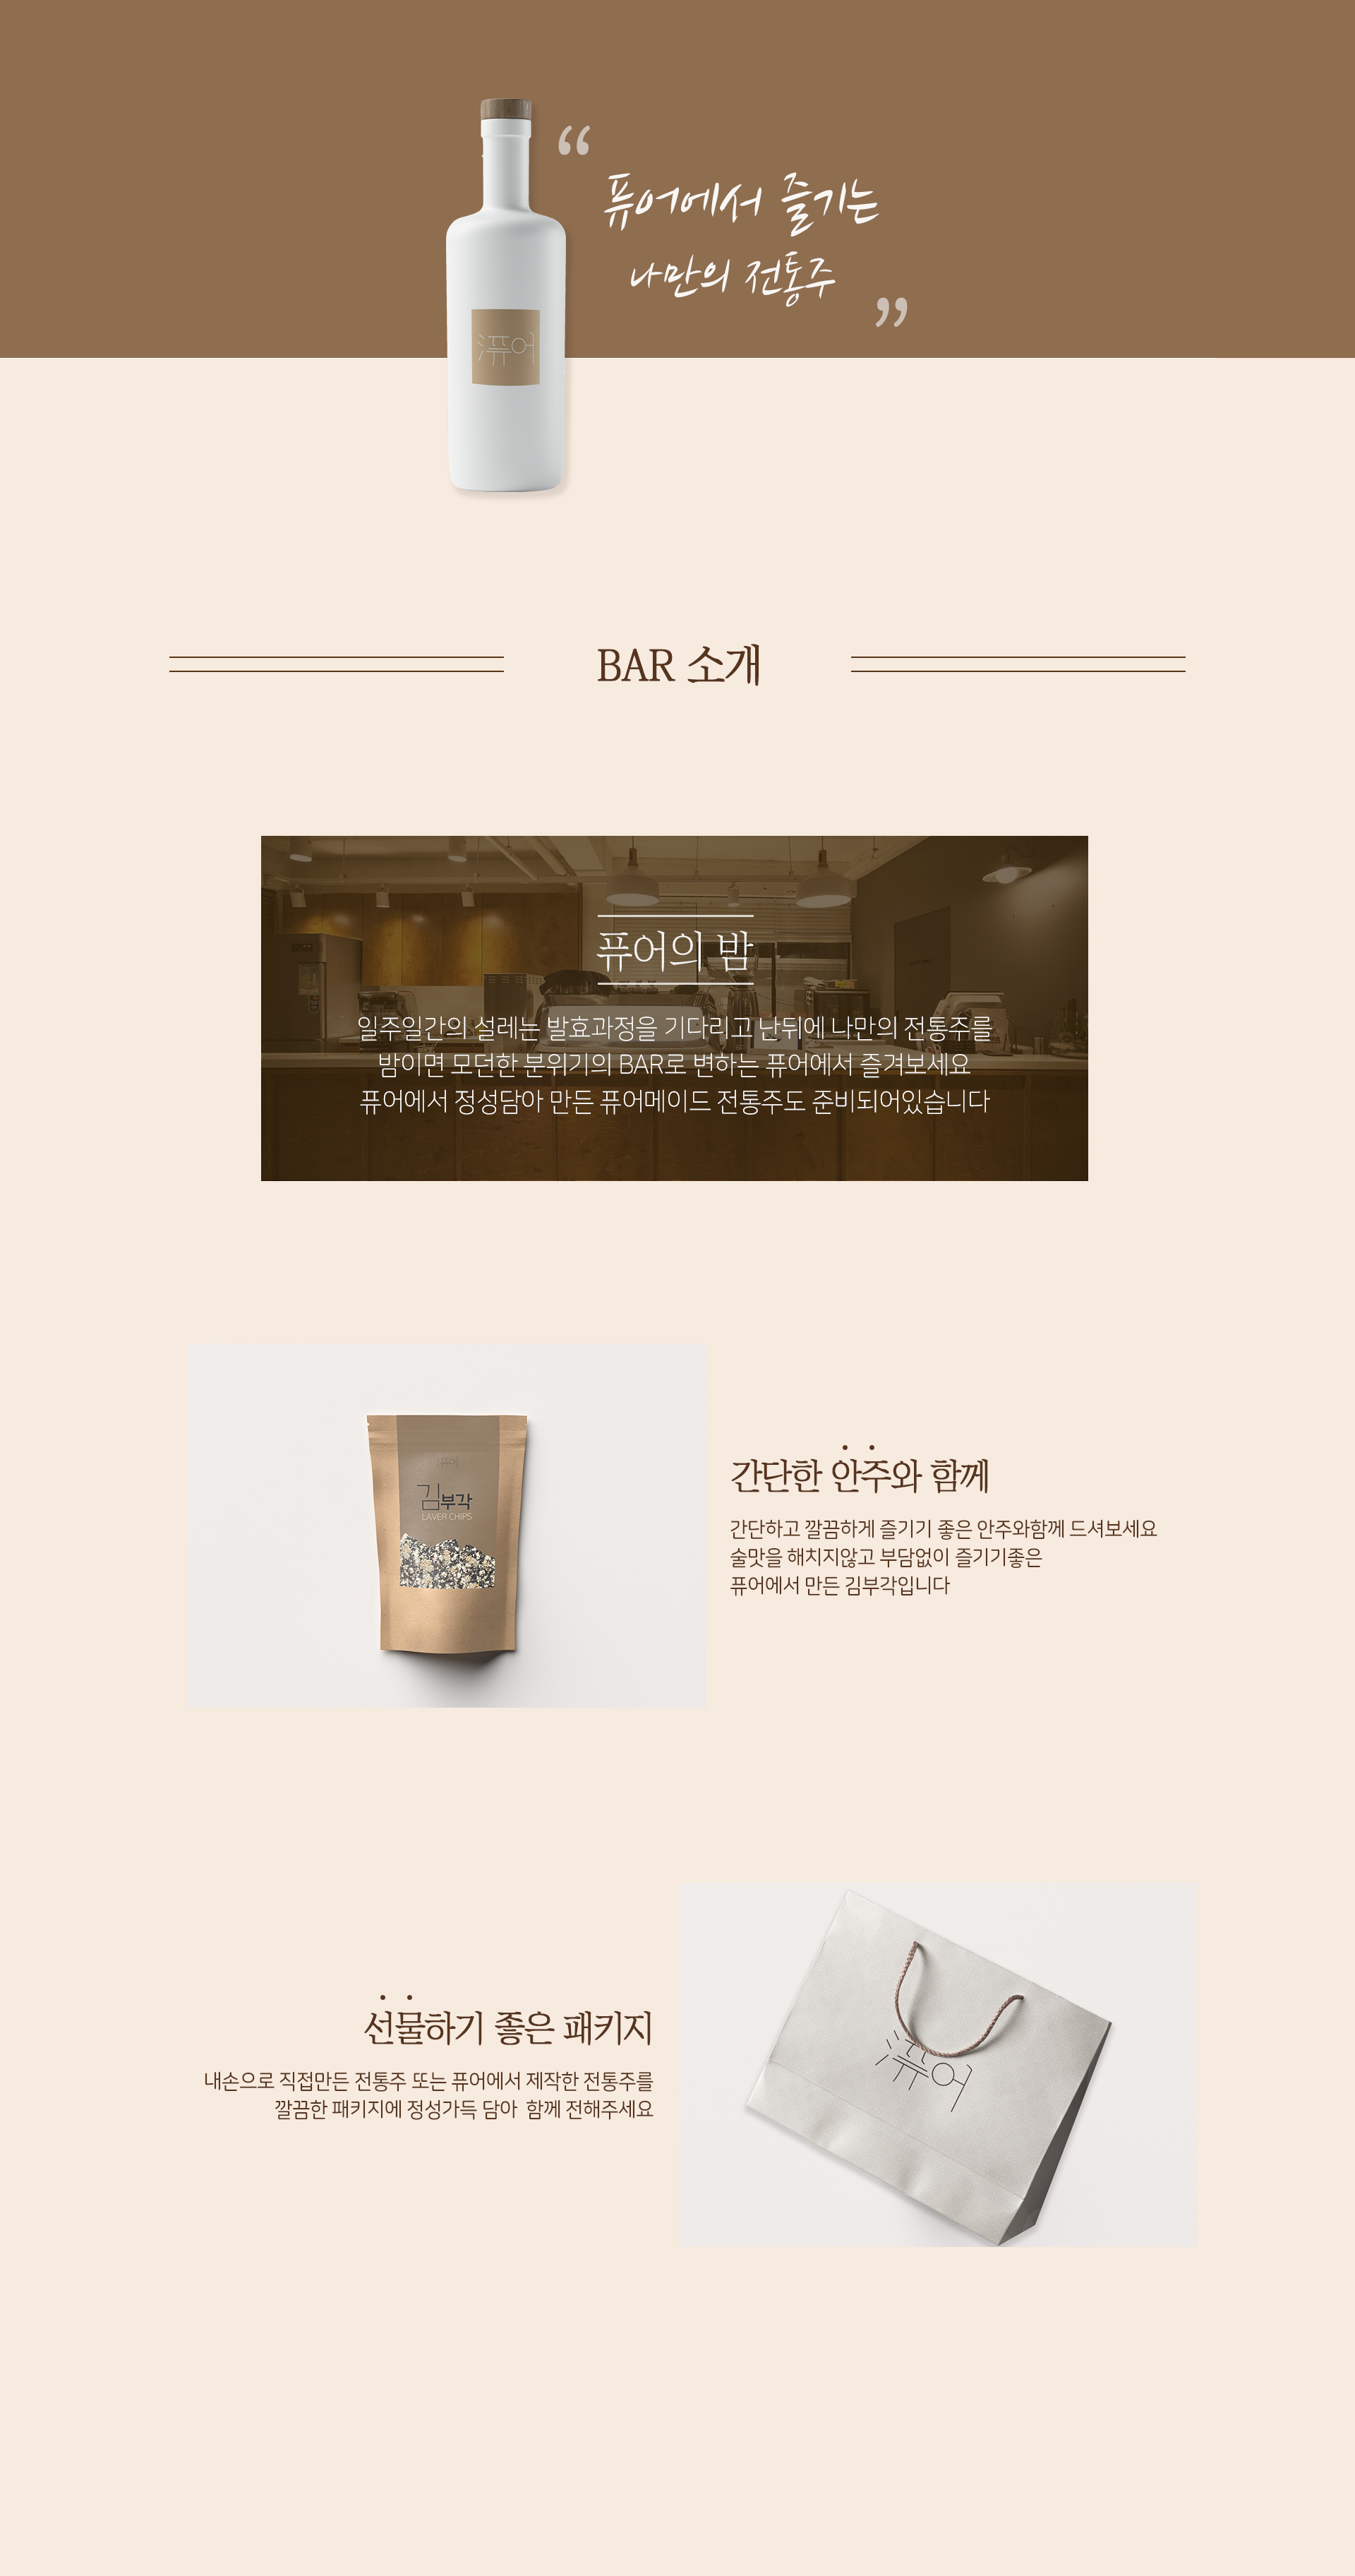 “
퓨어에서 즐기는
나만의 전통주
”
퓨어
BAR 소개
퓨어의 밤
일주일간의 설레는 발효과정을 기다리고 난뒤에 나만의 전통주를
밤이면 모던한 분위기의 BAR로 변하는 퓨어에서 즐겨보세요
퓨어에서 정성담아 만든 퓨어메이드 전통주도 준비되어있습니다
퓨어
김부각
LAVER CHIPS
간단한 안주와 함께
간단하고 깔끔하게 즐기기 좋은 안주와함께 드셔보세요
술맛을 해치지않고 부담없이 즐기기좋은
퓨어에서 만든 김부각입니다
선물하기 좋은 패키지
내손으로 직접만든 전통주 또는 퓨어에서 제작한 전통주를
깔끔한 패키지에 정성가득 담아 함께 전해주세요
퓨어